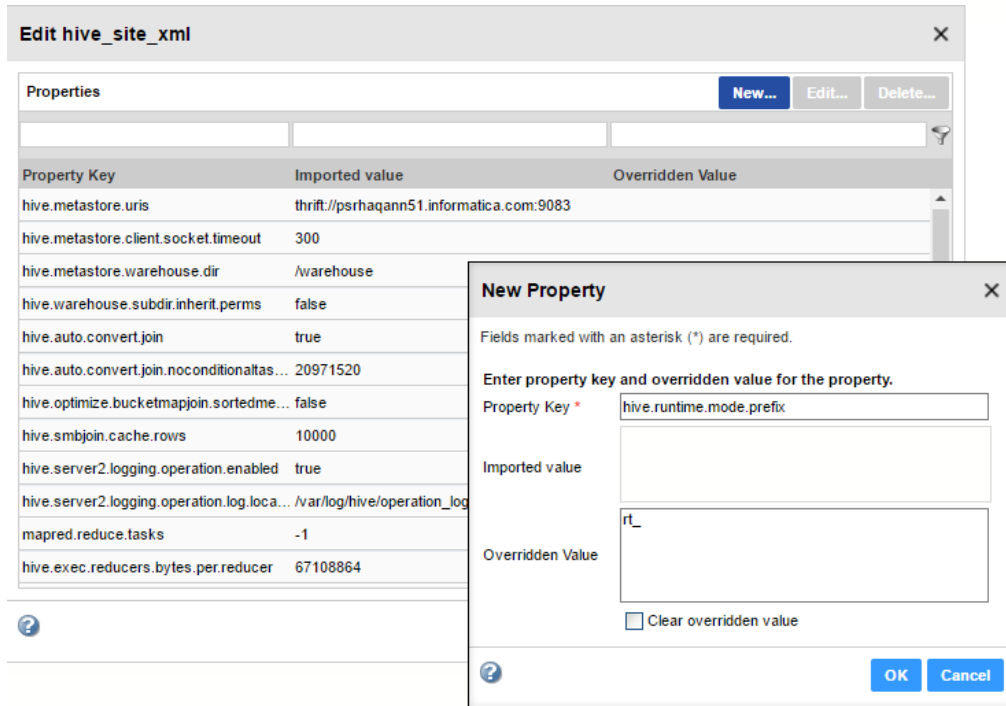 Edit hive_site_xml
Properties
New... Edit... Delete...
Property Key Imported value Overridden Value
hive.metastore.uris thrift://psrhaqann51.informatica.com:9083
hive.metastore.client.socket.timeout 300
hive.metastore.warehouse.dir /warehouse
hive.warehouse.subdir.inherit.perms false
hive.auto.convert.join true
hive.auto.convert.join.noconditionaltas... 20971520
hive.optimize.bucketmapjoin.sortedme... false
hive.smbjoin.cache.rows 10000
hive.server2.logging.operation.enabled true
hive.server2.logging.operation.log.loca... /var/log/hive/operation_log
mapred.reduce.tasks -1
hive.exec.reducers.bytes.per.reducer 67108864
New Property
Fields marked with an asterisk (*) are required.
Enter property key and overridden value for the property.
Property Key * hive.runtime.mode.prefix
Imported value
rt_
Overridden Value
Clear overridden value
OK Cancel